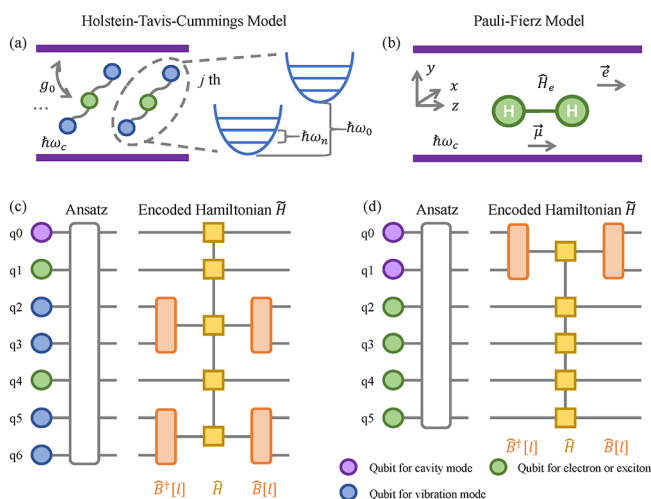 Holstein-Tavis-Cummings Model
Pauli-Fierz Model
(a)
g₀
...
j th
ℏω_c
ℏω_n
ℏω₀
(b)
y
x
z
Ĥ_e
e⃗
H H
μ⃗
ℏω_c
(c)
Ansatz
Encoded Hamiltonian H̃
q0
q1
q2
q3
q4
q5
q6
B̂†[l]
Ĥ
B̂[l]
(d)
Ansatz
Encoded Hamiltonian H̃
q0
q1
q2
q3
q4
q5
B̂†[l]
Ĥ
B̂[l]
Qubit for cavity mode
Qubit for electron or exciton
Qubit for vibration mode